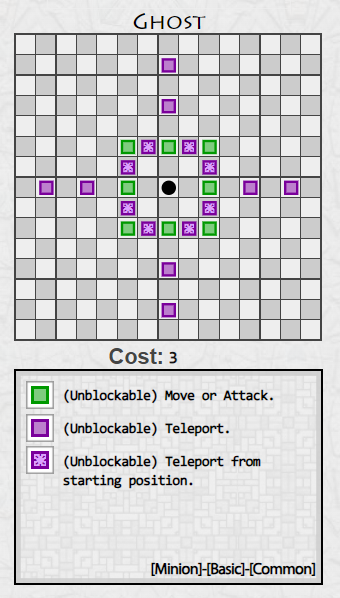 GHOST
Cost: 3
(Unblockable) Move or Attack.
(Unblockable) Teleport.
(Unblockable) Teleport from
starting position.
[Minion]-[Basic]-[Common]